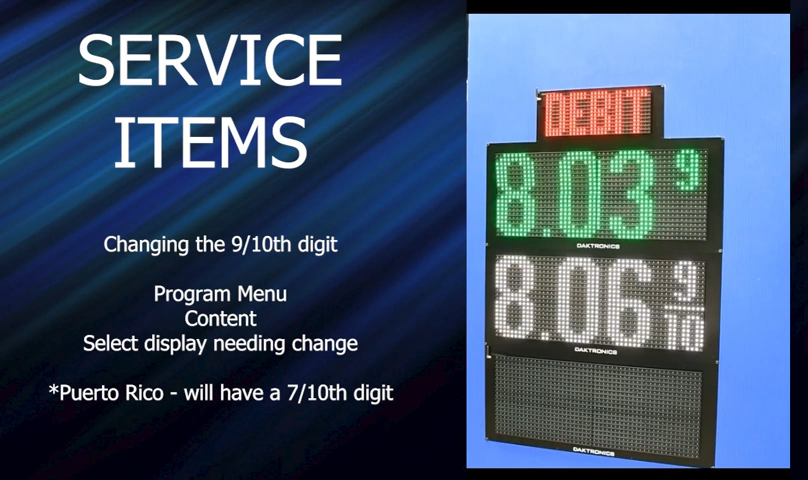 SERVICE
ITEMS
Changing the 9/10th digit
Program Menu
Content
Select display needing change
*Puerto Rico - will have a 7/10th digit
DEBIT
8.03 9
DAKTRONICS
8.06 9/10
DAKTRONICS
DAKTRONICS